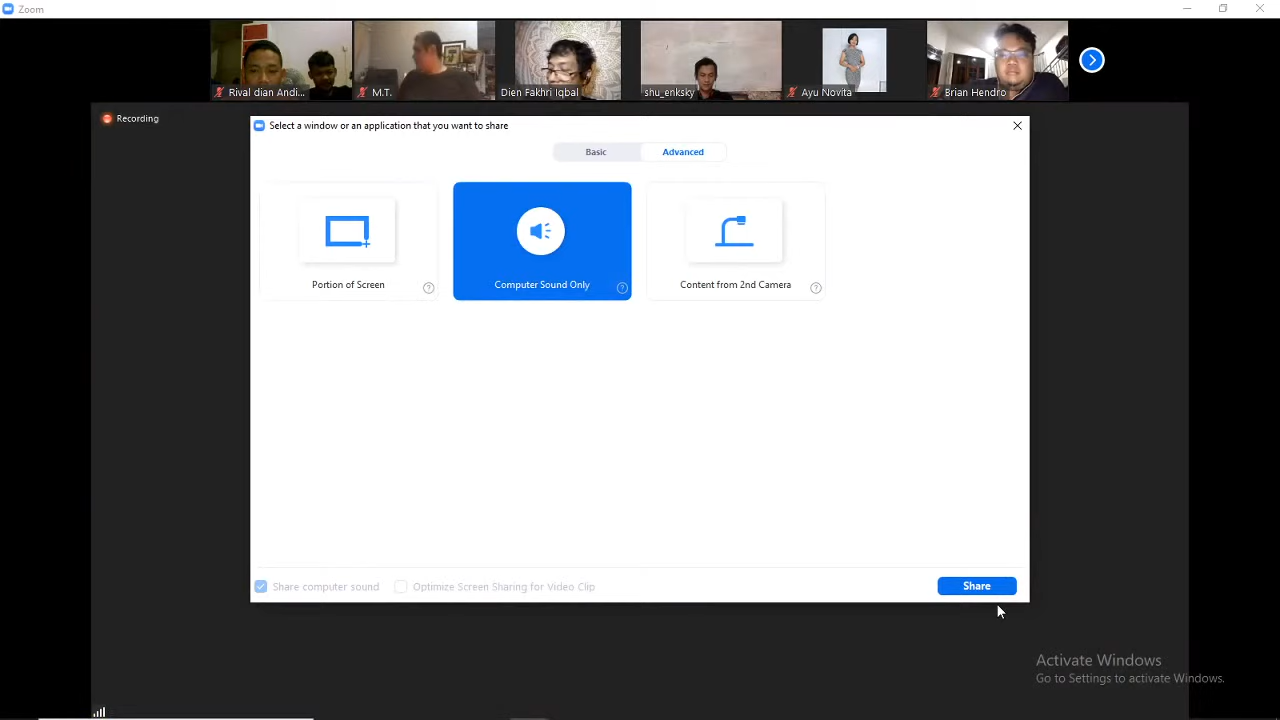 Zoom
Rival dian Andi...
M.T.
Dien Fakhri Iqbal
shu_enksky
Ayu Novita
Brian Hendro
Recording
Select a window or an application that you want to share
Basic
Advanced
Portion of Screen
?
Computer Sound Only
?
Content from 2nd Camera
?
Share computer sound
Optimize Screen Sharing for Video Clip
Share
Activate Windows
Go to Settings to activate Windows.